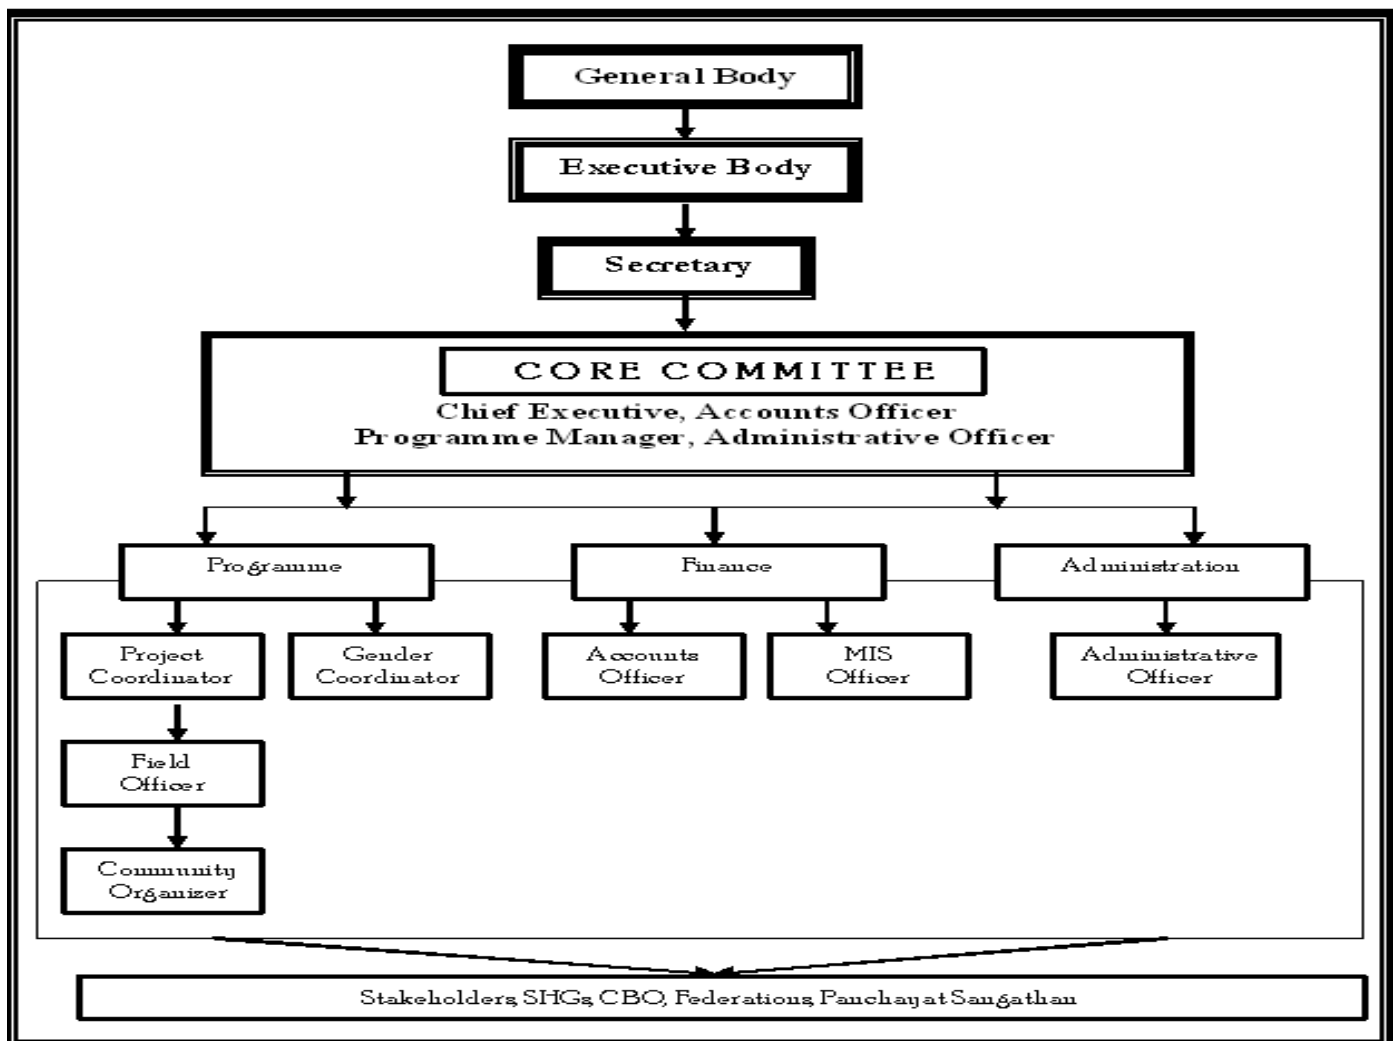 General Body
Executive Body
Secretary
CORE COMMITTEE
Chief Executive, Accounts Officer
Programme Manager, Administrative Officer
Programme
Finance
Administration
Project
Coordinator
Gender
Coordinator
Accounts
Officer
MIS
Officer
Administrative
Officer
Field
Officer
Community
Organizer
Stakeholders, SHGs, CBO, Federations, Panchayat Sangathan